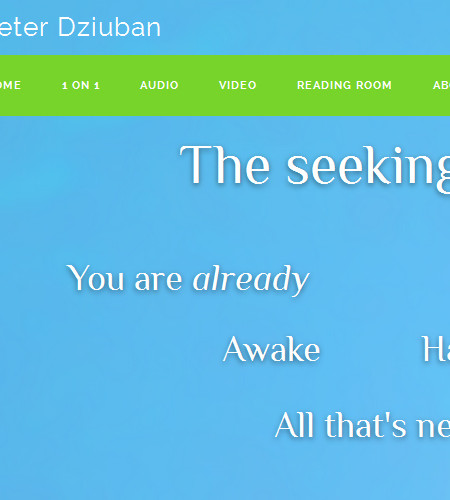 eter Dziuban
OME 1 ON 1 AUDIO VIDEO READING ROOM AB
The seeking
You are already
Awake Ha
All that's ne